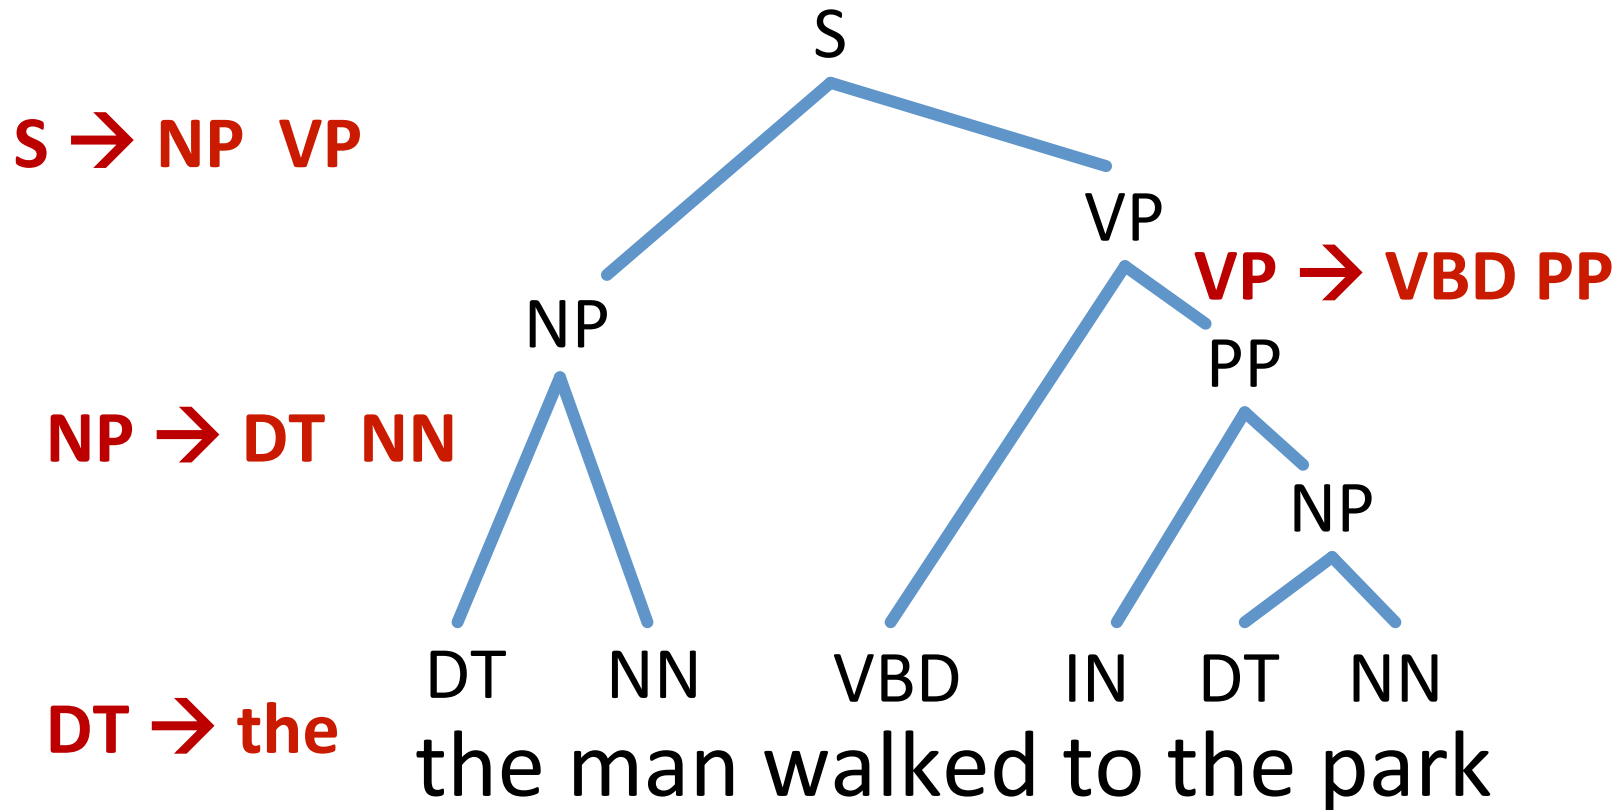 S
S → NP VP
VP
VP → VBD PP
NP
PP
NP → DT NN
NP
DT NN VBD IN DT NN
DT → the
the man walked to the park